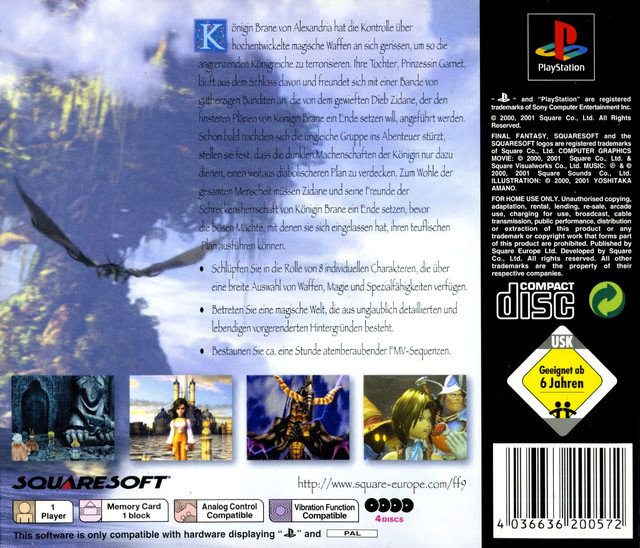 Königin Brane von Alexandria hat die Kontrolle über
hochentwickelte magische Waffen an sich gerissen, um so die
angrenzenden Königreiche zu terrorisieren. Ihre Tochter, Prinzessin Garnet,
läuft aus dem Schloss davon und freundet sich mit einer Bande von
gutherzigen Banditen an, die von dem gewieften Dieb Zidane, der den
finsteren Plänen von Königin Brane ein Ende setzen will, angeführt werden.
Schon bald nachdem sich die ungleiche Gruppe ins Abenteuer stürzt,
stellen sie fest, dass die dunklen Machenschaften der Königin nur dazu
dienen, einen weitaus diabolischeren Plan zu verdecken. Zum Wohle der
gesamten Menschheit müssen Zidane und seine Freunde der
Schreckensherrschaft von Königin Brane ein Ende setzen, bevor
die bösen Mächte, mit denen sie sich eingelassen hat, ihren teuflischen
Plan ausführen können.
• Schlüpfen Sie in die Rolle von 8 individuellen Charakteren, die über
eine breite Auswahl von Waffen, Magie und Spezialfähigkeiten verfügen.
• Betreten Sie eine magische Welt, die aus unglaublich detaillierten und
lebendigen vorgerenderten Hintergründen besteht.
• Bestaunen Sie ca. eine Stunde atemberaubender FMV-Sequenzen.
SQUARESOFT
http://www.square-europe.com/ff9
1
Player
Memory Card
1 block
Analog Control
Compatible
Vibration Function
Compatible
4 DISCS
This software is only compatible with hardware displaying " " and PAL
PlayStation
" " and "PlayStation" are registered
trademarks of Sony Computer Entertainment Inc.
© 2000, 2001 Square Co., Ltd. All Rights
Reserved.
FINAL FANTASY, SQUARESOFT and the
SQUARESOFT logos are registered trademarks
of Square Co., Ltd. COMPUTER GRAPHICS
MOVIE: © 2000, 2001 Square Co., Ltd. &
Square Visualworks Co., Ltd. MUSIC: ℗ & ©
2000, 2001 Square Sounds Co., Ltd.
ILLUSTRATION: © 2000, 2001 YOSHITAKA
AMANO.
FOR HOME USE ONLY. Unauthorised copying,
adaptation, rental, lending, re-sale, arcade
use, charging for use, broadcast, cable
transmission, public performance, distribution
or extraction of this product or any
trademark or copyright work that forms part
of this product are prohibited. Published by
Square Europe Ltd. Developed by Square
Co., Ltd. All rights reserved. All other
trademarks are the property of their
respective companies.
COMPACT
disc
USK
Geeignet ab
6 Jahren
4 036636 200572